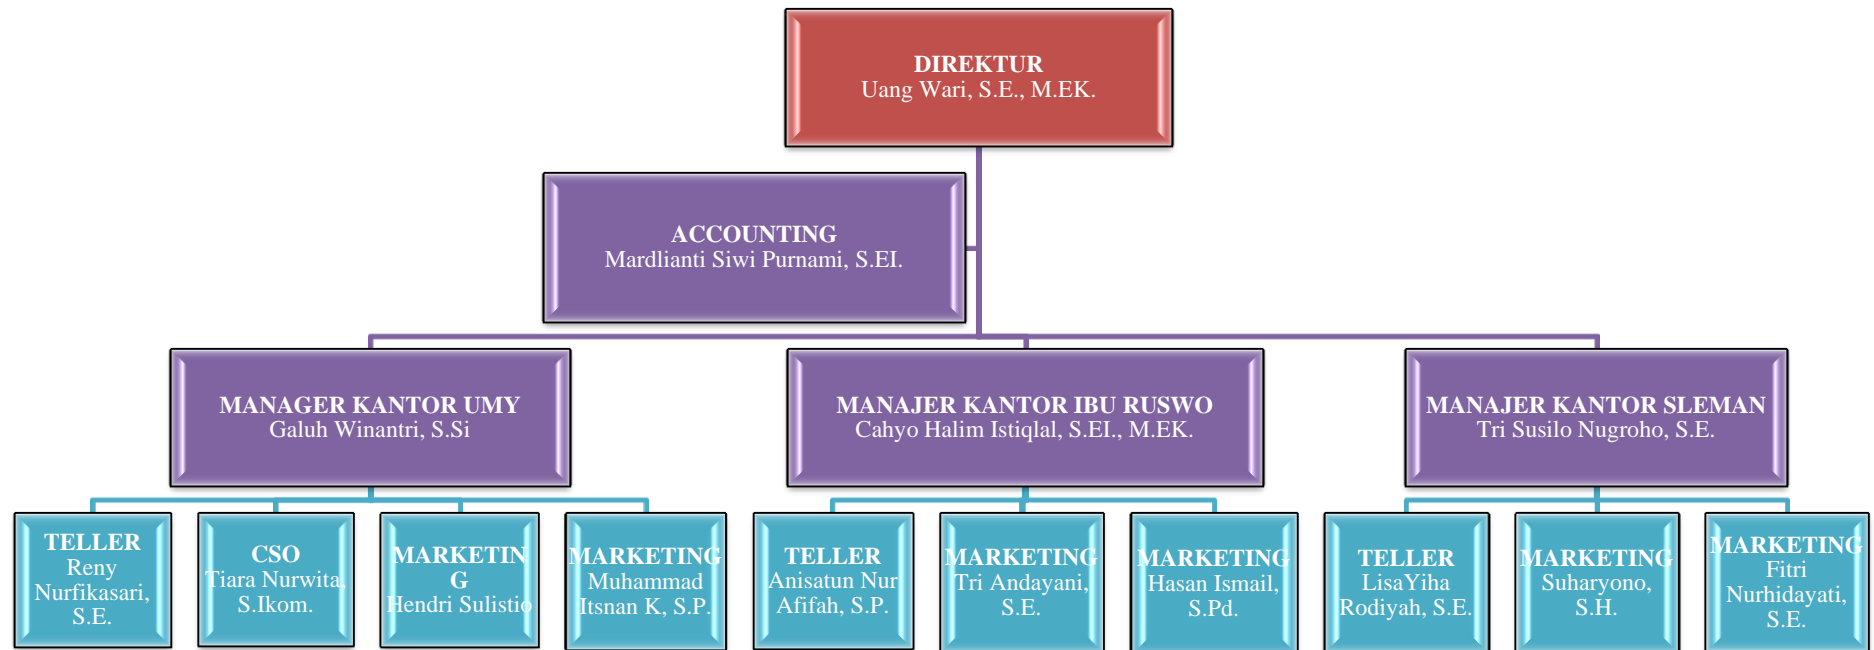 DIREKTUR
Uang Wari, S.E., M.EK.
ACCOUNTING
Mardlianti Siwi Purnami, S.EI.
MANAGER KANTOR UMY
Galuh Winantri, S.Si
MANAJER KANTOR IBU RUSWO
Cahyo Halim Istiqlal, S.EI., M.EK.
MANAJER KANTOR SLEMAN
Tri Susilo Nugroho, S.E.
TELLER
Reny
Nurfikasari,
S.E.
CSO
Tiara Nurwita,
S.Ikom.
MARKETIN
G
Hendri Sulistio
MARKETING
Muhammad
Itsnan K, S.P.
TELLER
Anisatun Nur
Afifah, S.P.
MARKETING
Tri Andayani,
S.E.
MARKETING
Hasan Ismail,
S.Pd.
TELLER
LisaYiha
Rodiyah, S.E.
MARKETING
Suharyono,
S.H.
MARKETING
Fitri
Nurhidayati,
S.E.